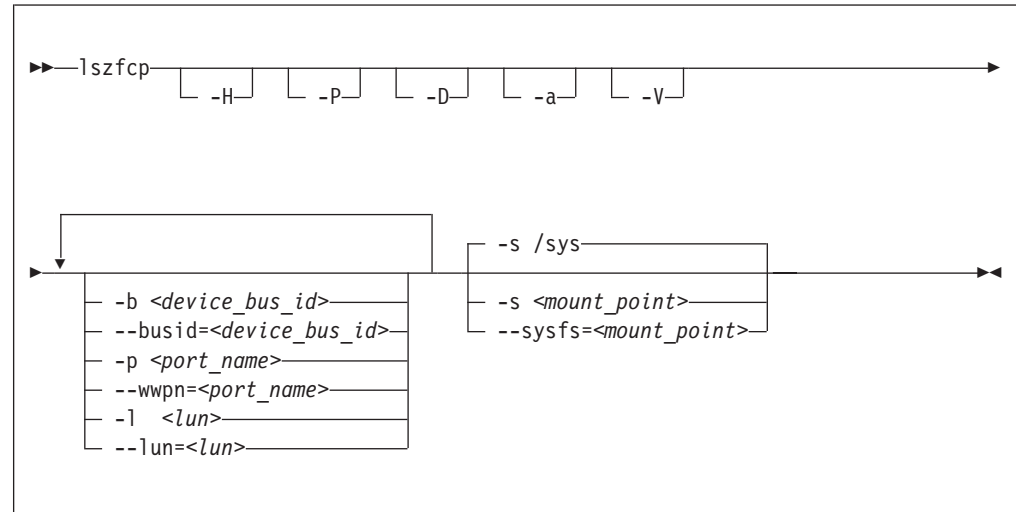 lszfcp
-H -P -D -a -V
-s /sys
-b <device_bus_id> -s <mount_point>
--busid=<device_bus_id> --sysfs=<mount_point>
-p <port_name>
--wwpn=<port_name>
-l <lun>
--lun=<lun>